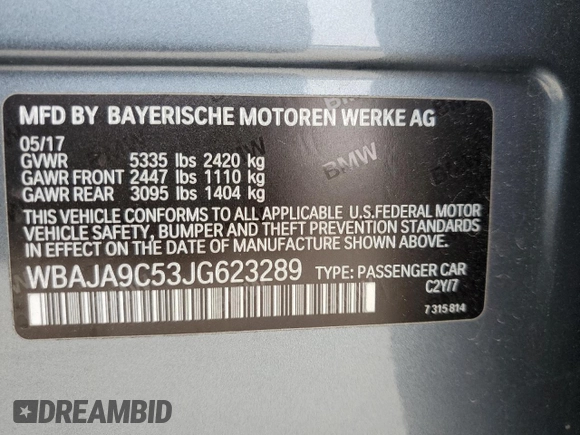 MFD BY BAYERISCHE MOTOREN WERKE AG
05/17
GVWR 5335 lbs 2420 kg
GAWR FRONT 2447 lbs 1110 kg
GAWR REAR 3095 lbs 1404 kg
THIS VEHICLE CONFORMS TO ALL APPLICABLE U.S.FEDERAL MOTOR
VEHICLE SAFETY, BUMPER AND THEFT PREVENTION STANDARDS
IN EFFECT ON THE DATE OF MANUFACTURE SHOWN ABOVE.
WBAJA9C53JG623289 TYPE: PASSENGER CAR
C2Y/7
7 315 814
BMW
DREAMBID